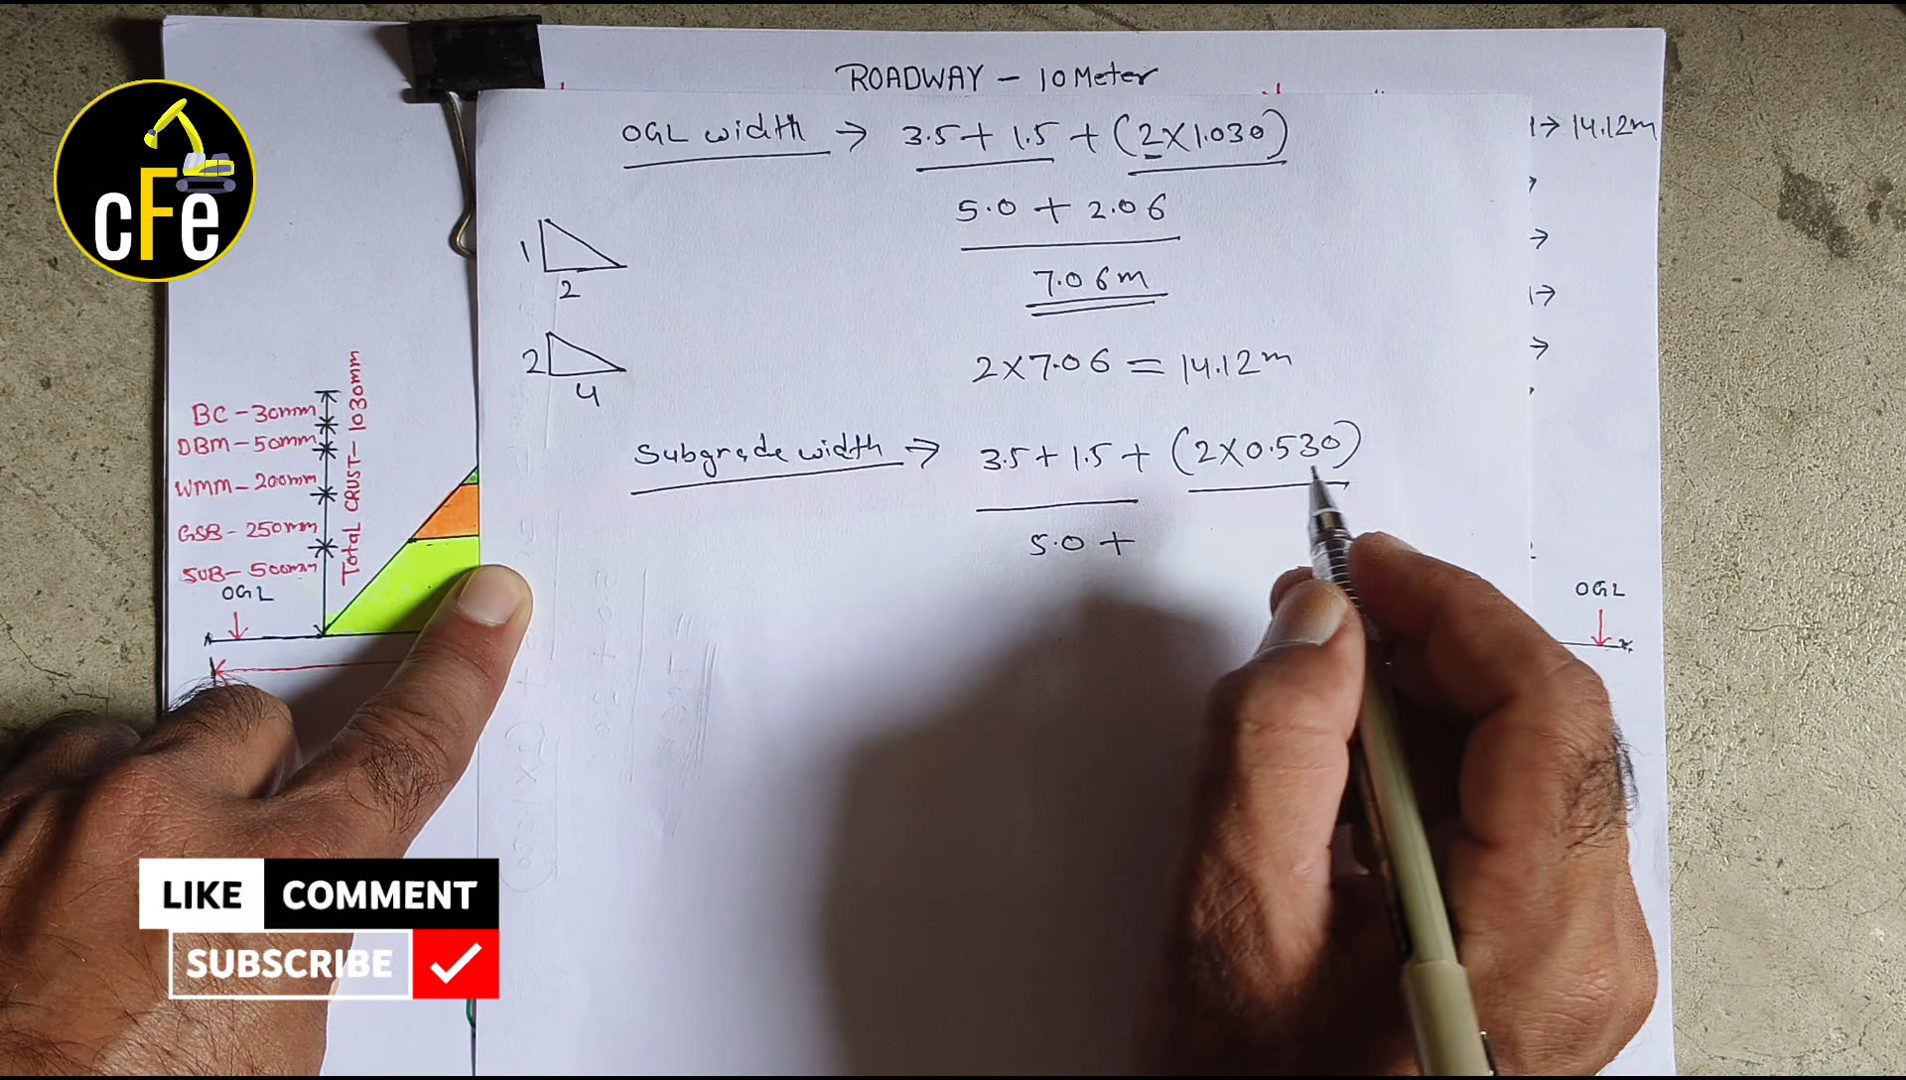 ROADWAY - 10 Meter
OGL width → 3.5 + 1.5 + (2 X 1.030)
5.0 + 2.06
7.06 m
1
2
2 X 7.06 = 14.12 m
2
4
Subgrade width → 3.5 + 1.5 + (2 X 0.530)
5.0 +
→ 14.12m
BC - 30mm
DBM - 50mm
WMM - 200mm
GSB - 250mm
SUB - 500mm
Total CRUST - 1030mm
OGL
OGL
cFe
LIKE COMMENT
SUBSCRIBE